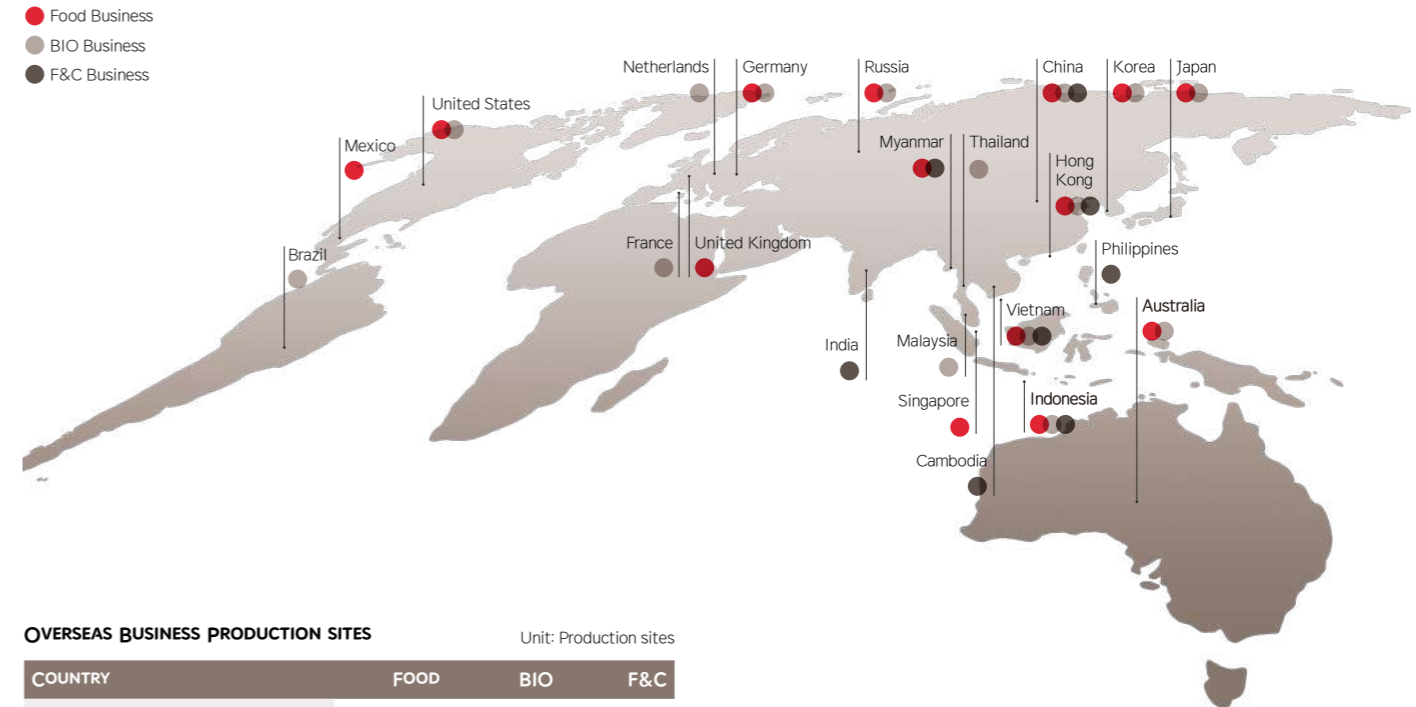 Food Business
BIO Business
F&C Business
Netherlands
Germany
Russia
China
Korea
Japan
United States
Mexico
Myanmar
Thailand
Hong
Kong
France
United Kingdom
Brazil
Philippines
Vietnam
Australia
India
Malaysia
Singapore
Indonesia
Cambodia
OVERSEAS BUSINESS PRODUCTION SITES
Unit: Production sites
COUNTRY FOOD BIO F&C